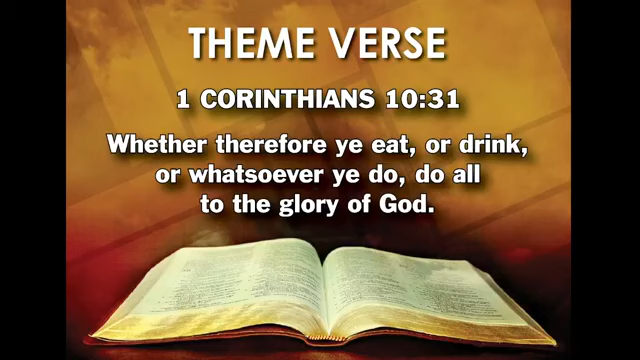 THEME VERSE
1 CORINTHIANS 10:31
Whether therefore ye eat, or drink,
or whatsoever ye do, do all
to the glory of God.